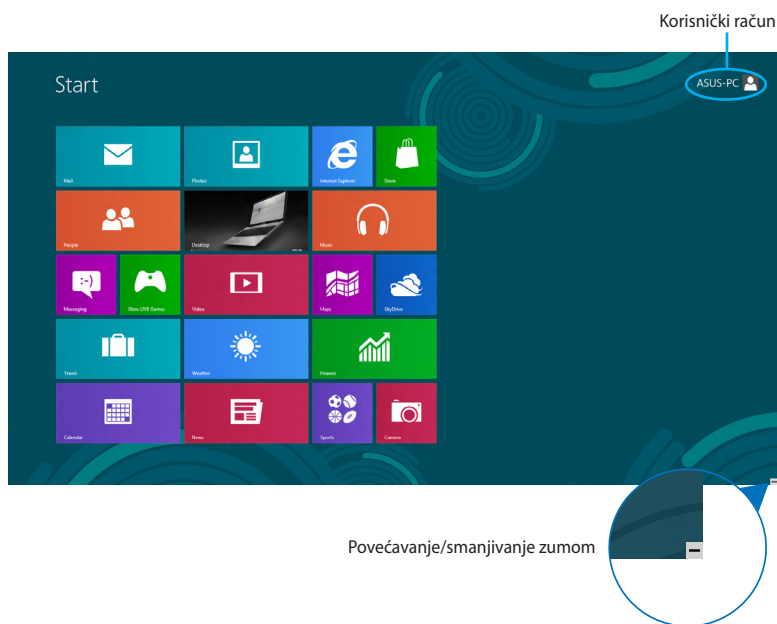 Korisnički račun
Start
ASUS-PC
Mail
Photos
Internet Explorer
Store
People
Desktop
Music
Messaging
Xbox LIVE Games
Video
Maps
SkyDrive
Travel
Weather
Finance
Calendar
News
Sports
Camera
Povećavanje/smanjivanje zumom